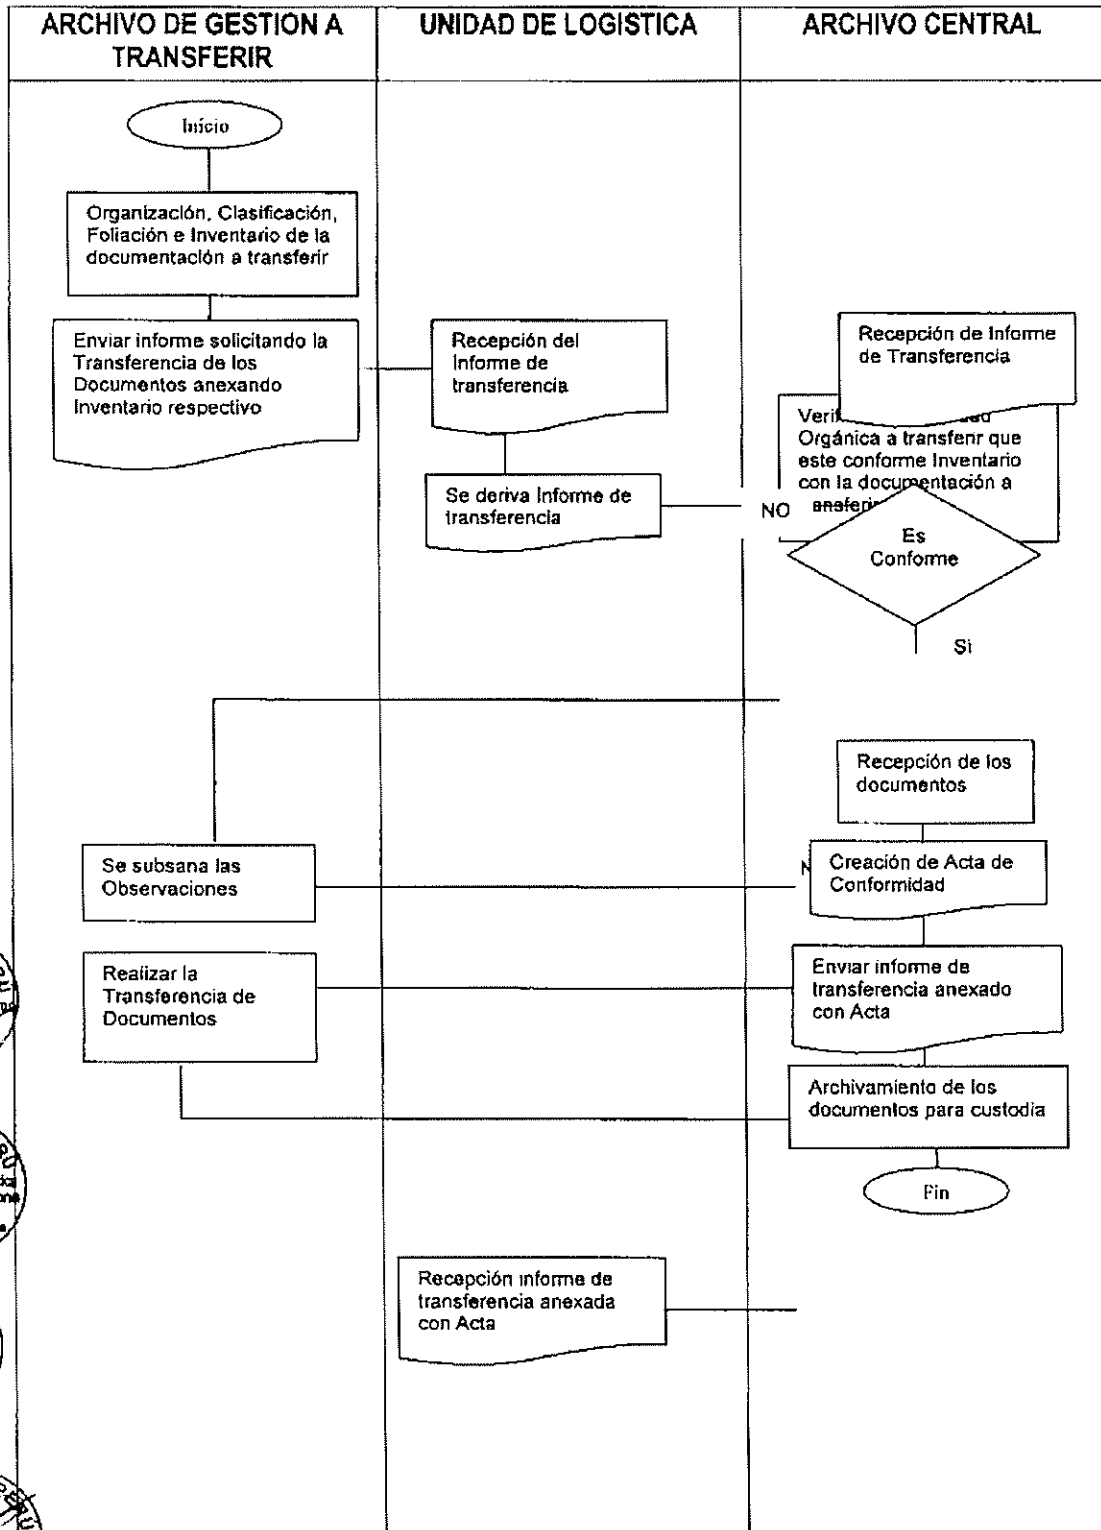 ARCHIVO DE GESTION A
TRANSFERIR
UNIDAD DE LOGISTICA
ARCHIVO CENTRAL
Início
Organización, Clasificación,
Foliación e Inventario de la
documentación a transferir
Enviar informe solicitando la
Transferencia de los
Documentos anexando
Inventario respectivo
Recepción del
Informe de
transferencia
Se deriva Informe de
transferencia
Recepción de Informe
de Transferencia
Orgánica a transferir que
este conforme Inventario
con la documentación a
NO
Es
Conforme
Si
Recepción de los
documentos
Se subsana las
Observaciones
Creación de Acta de
Conformidad
Realizar la
Transferencia de
Documentos
Enviar informe de
transferencia anexado
con Acta
Archivamiento de los
documentos para custodia
Fin
Recepción informe de
transferencia anexada
con Acta